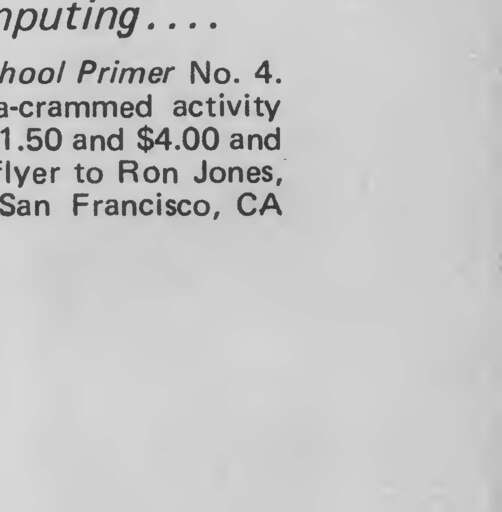 nputing....
hool Primer No. 4.
a-crammed activity
1.50 and $4.00 and
flyer to Ron Jones,
San Francisco, CA